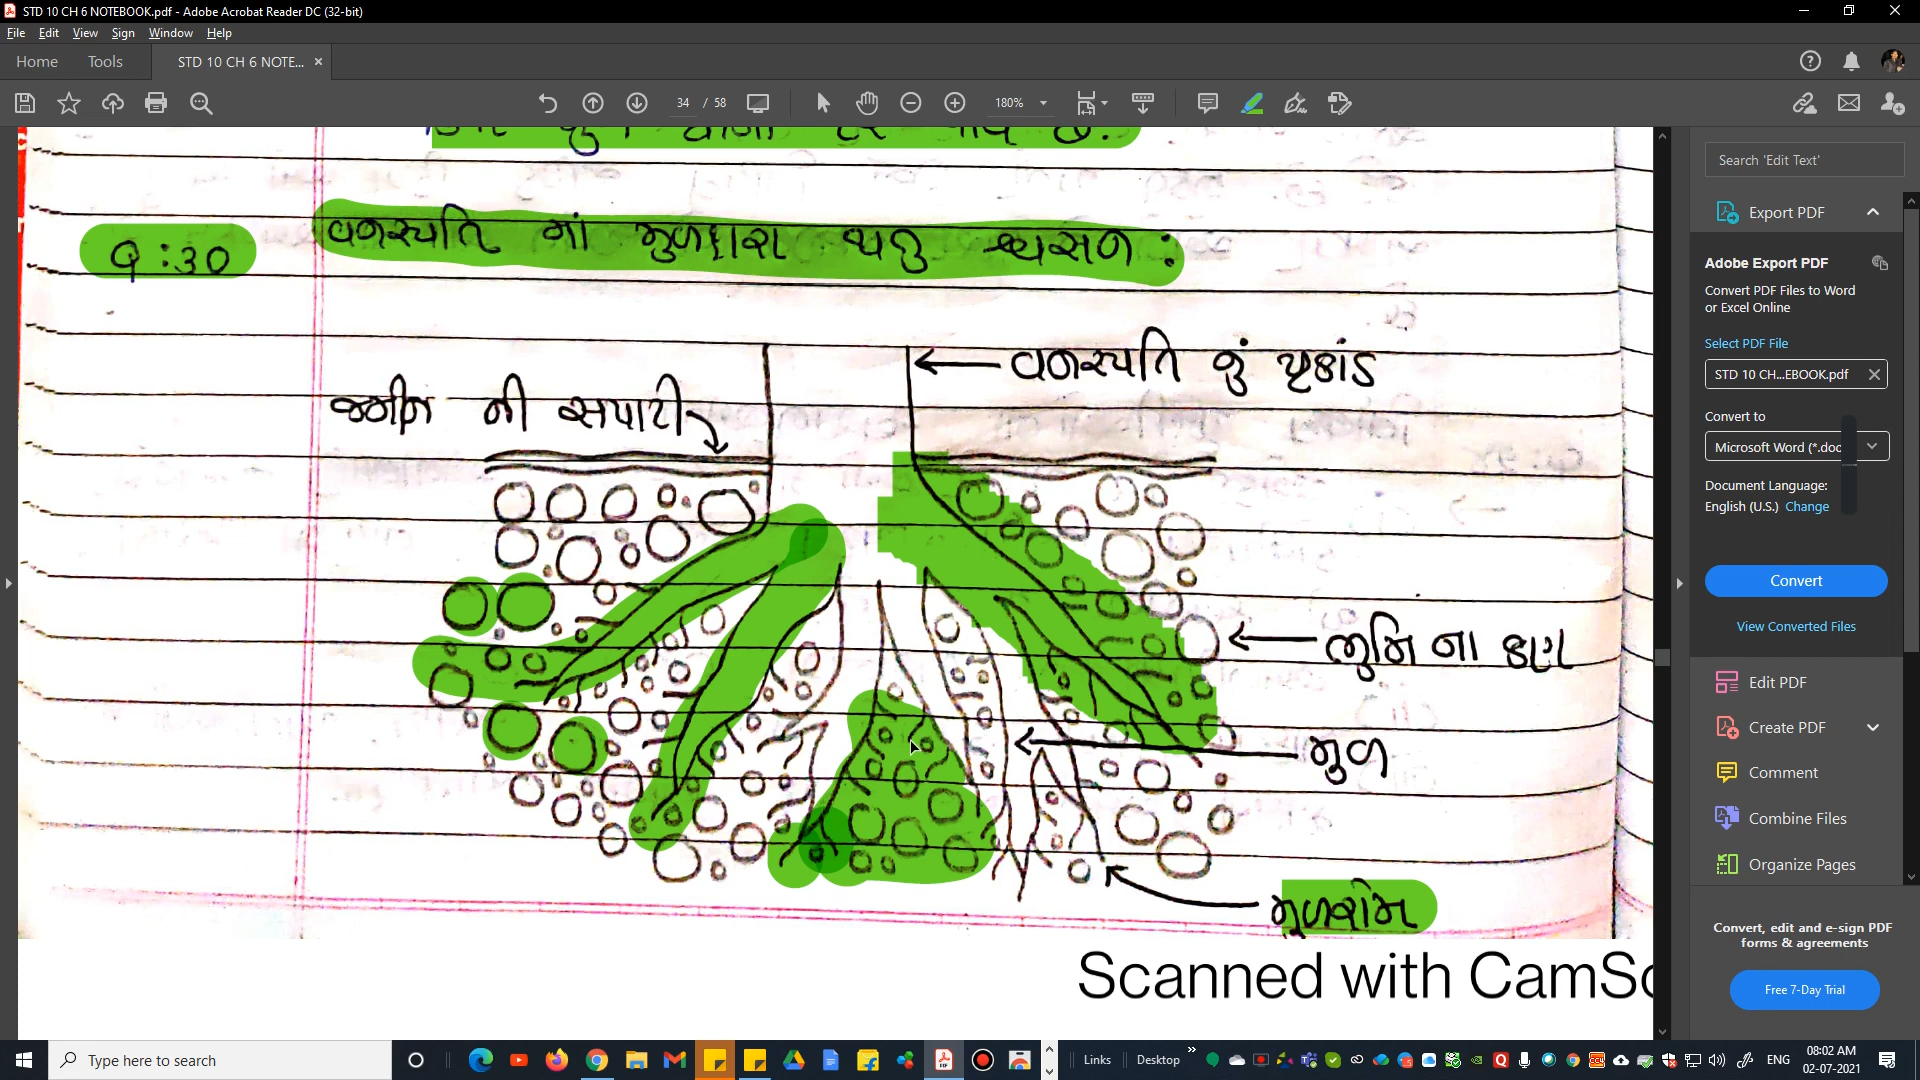 STD 10 CH 6 NOTEBOOK.pdf - Adobe Acrobat Reader DC (32-bit)
File Edit View Sign Window Help
Home Tools STD 10 CH 6 NOTE... ×
34 / 58 180%
Search 'Edit Text'
Export PDF
Adobe Export PDF
Convert PDF Files to Word
or Excel Online
Select PDF File
STD 10 CH...EBOOK.pdf
Convert to
Microsoft Word (*.doc
Document Language:
English (U.S.) Change
Convert
View Converted Files
Edit PDF
Create PDF
Comment
Combine Files
Organize Pages
Convert, edit and e-sign PDF
forms & agreements
Free 7-Day Trial
Q:30 વનસ્પતિ માં મુળદ્વારા થતુ શ્વસન :
વનસ્પતિ નું પ્રકાંડ
જમીન ની સપાટી
ભુમિ ના કણ
મુળ
મૂળરોમ
Scanned with CamSc
Type here to search
Links Desktop
ENG
08:02 AM
02-07-2021